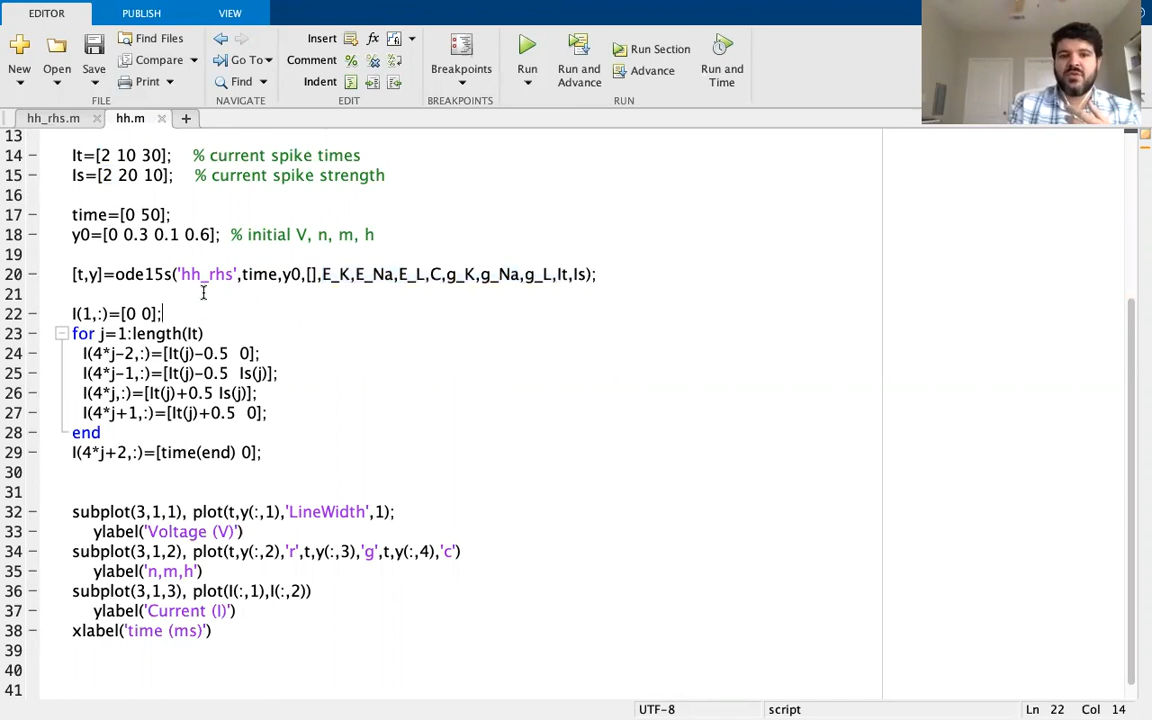 EDITOR PUBLISH VIEW
New Open Save Find Files Compare Print
Go To Find
Insert fx Comment % Indent
Breakpoints Run Run and Advance Run Section Advance Run and Time
FILE NAVIGATE EDIT BREAKPOINTS RUN
hh_rhs.m × hh.m × +
13
14 It=[2 10 30]; % current spike times
15 Is=[2 20 10]; % current spike strength
16
17 time=[0 50];
18 y0=[0 0.3 0.1 0.6]; % initial V, n, m, h
19
20 [t,y]=ode15s('hh_rhs',time,y0,[],E_K,E_Na,E_L,C,g_K,g_Na,g_L,It,Is);
21
22 I(1,:)=[0 0];
23 for j=1:length(It)
24 I(4*j-2,:)=[It(j)-0.5 0];
25 I(4*j-1,:)=[It(j)-0.5 Is(j)];
26 I(4*j,:)=[It(j)+0.5 Is(j)];
27 I(4*j+1,:)=[It(j)+0.5 0];
28 end
29 I(4*j+2,:)=[time(end) 0];
30
31
32 subplot(3,1,1), plot(t,y(:,1),'LineWidth',1);
33 ylabel('Voltage (V)')
34 subplot(3,1,2), plot(t,y(:,2),'r',t,y(:,3),'g',t,y(:,4),'c')
35 ylabel('n,m,h')
36 subplot(3,1,3), plot(I(:,1),I(:,2))
37 ylabel('Current (I)')
38 xlabel('time (ms)')
39
40
41
UTF-8 script Ln 22 Col 14